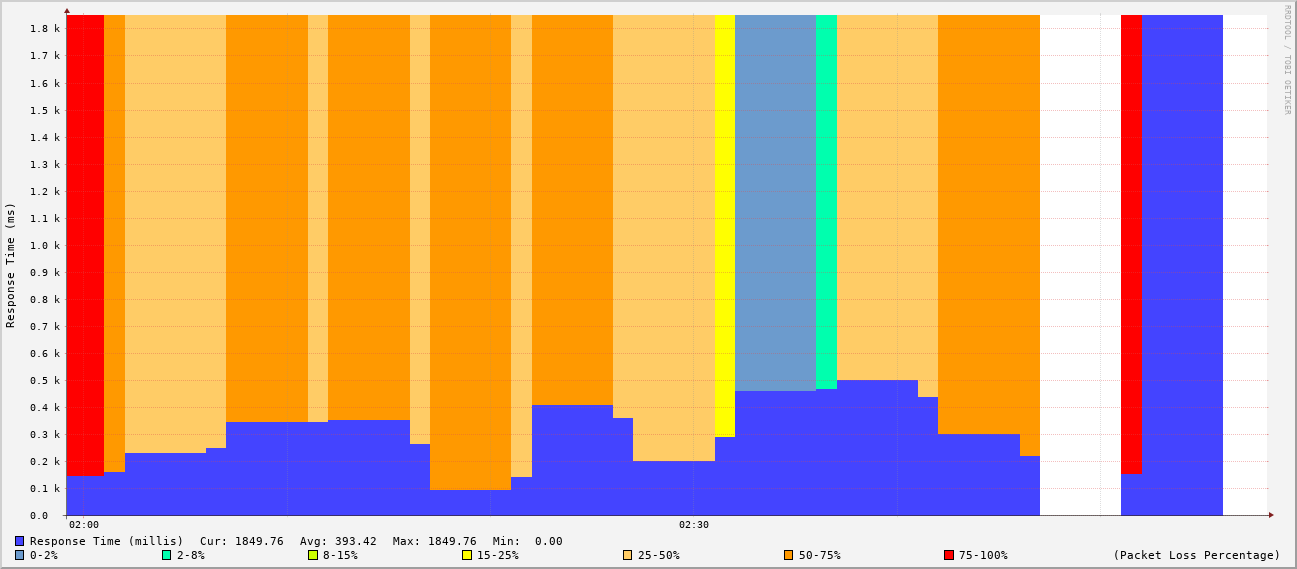 RRDTOOL / TOBI OETIKER
Response Time (ms)
1.8 k
1.7 k
1.6 k
1.5 k
1.4 k
1.3 k
1.2 k
1.1 k
1.0 k
0.9 k
0.8 k
0.7 k
0.6 k
0.5 k
0.4 k
0.3 k
0.2 k
0.1 k
0.0
02:00 02:30
Response Time (millis) Cur: 1849.76 Avg: 393.42 Max: 1849.76 Min: 0.00
0-2% 2-8% 8-15% 15-25% 25-50% 50-75% 75-100% (Packet Loss Percentage)